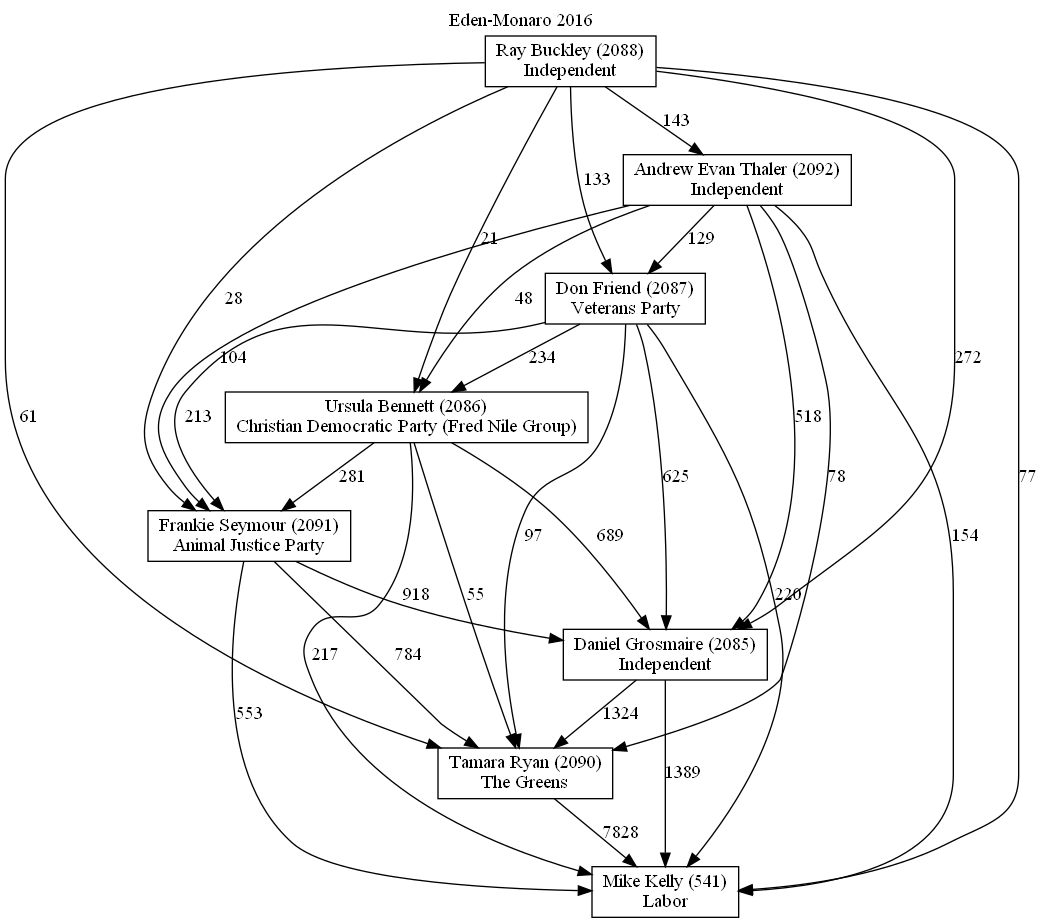 Eden-Monaro 2016
Ray Buckley (2088)
Independent
143
Andrew Evan Thaler (2092)
Independent
133
21
129
28
48
Don Friend (2087)
Veterans Party
104
234
272
61
213
Ursula Bennett (2086)
Christian Democratic Party (Fred Nile Group)
518
281
625
78
77
Frankie Seymour (2091)
Animal Justice Party
97
689
154
918
55
220
217
784
Daniel Grosmaire (2085)
Independent
553
1324
Tamara Ryan (2090)
The Greens
1389
7828
Mike Kelly (541)
Labor